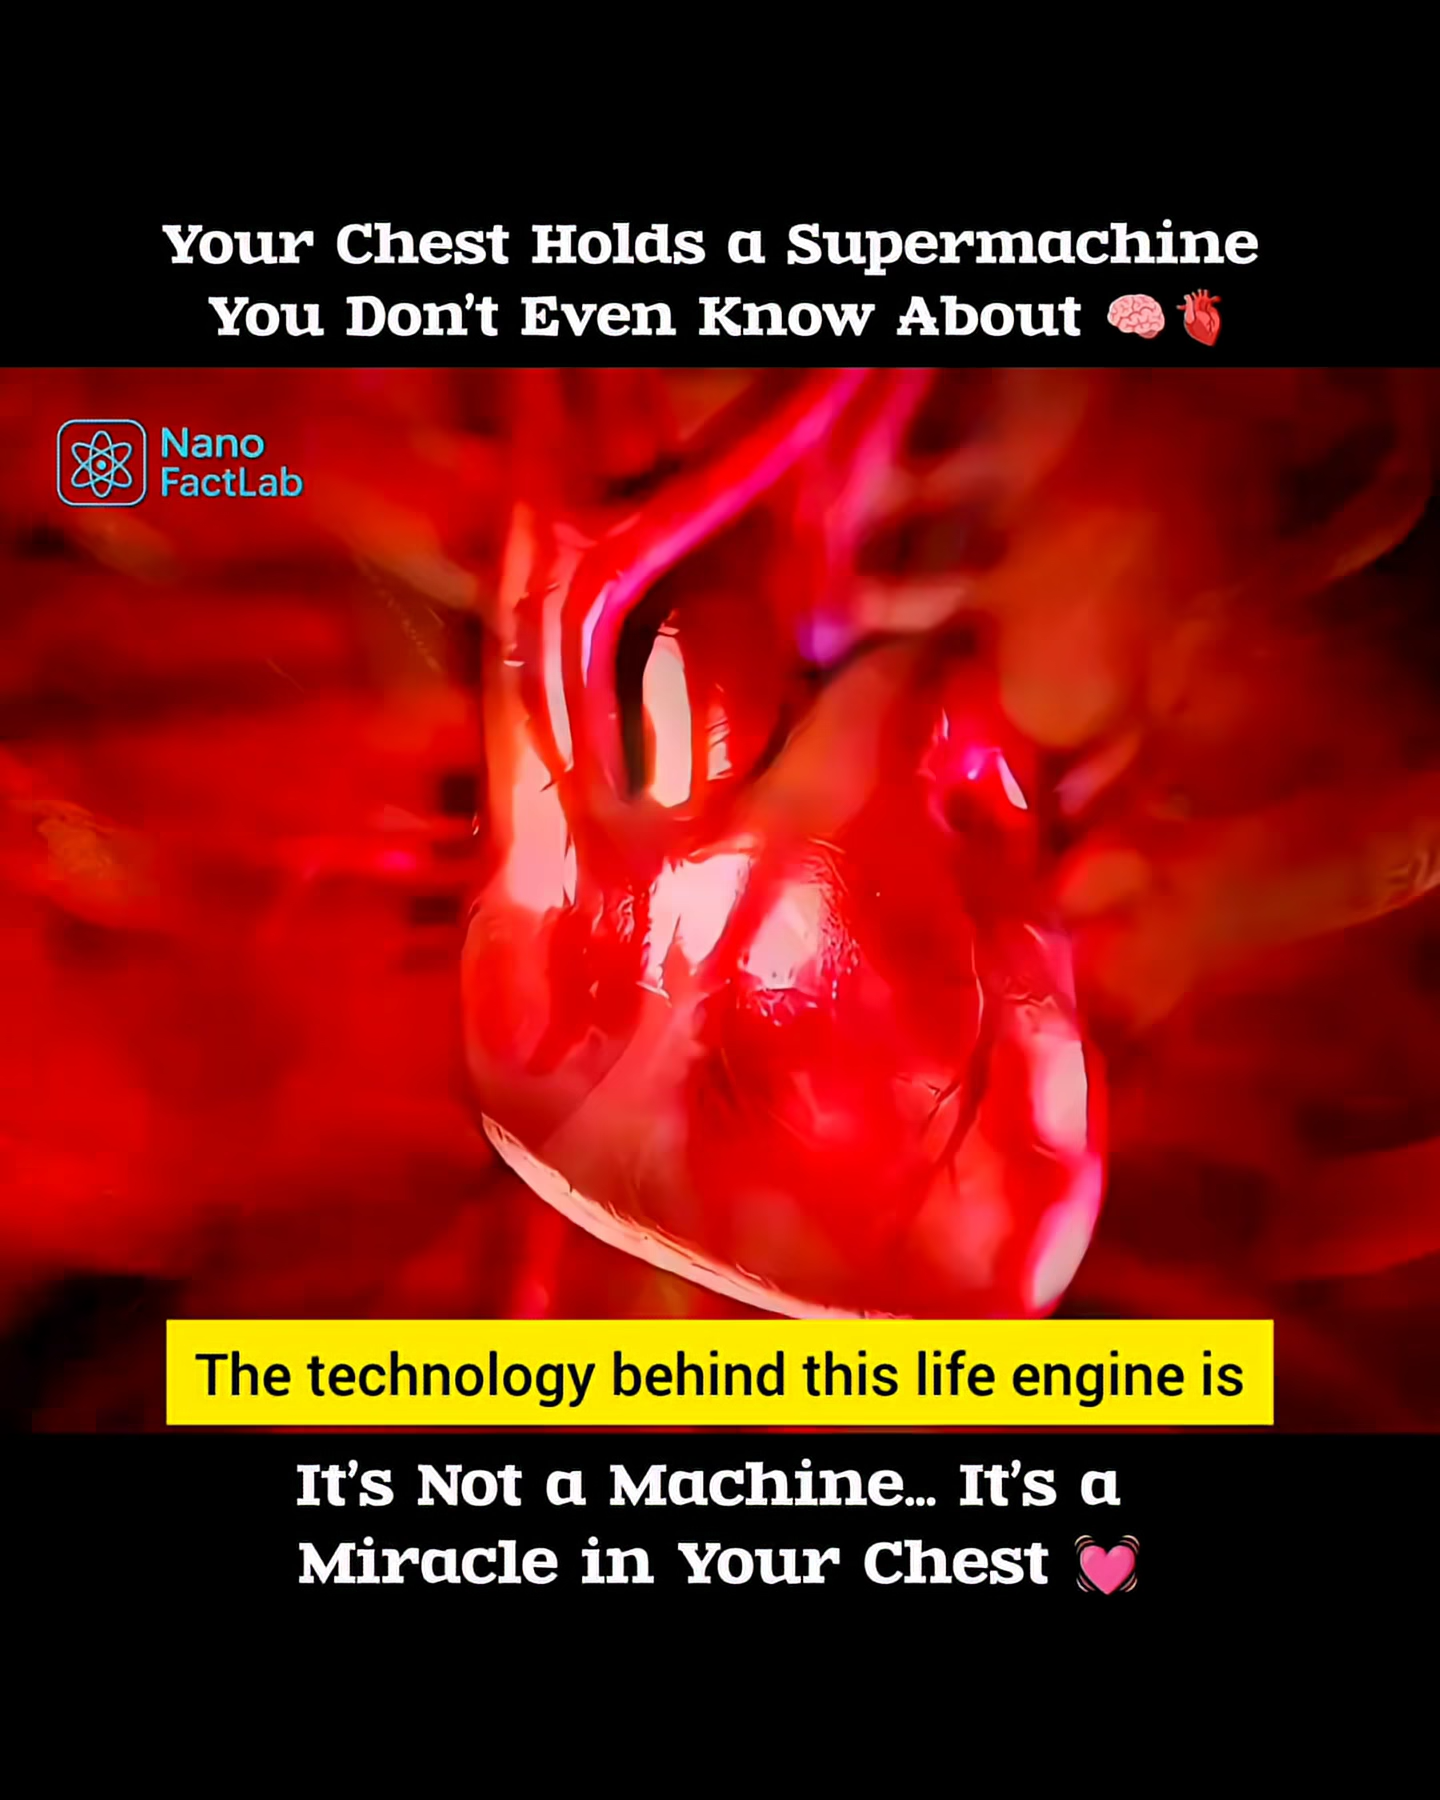 Your Chest Holds a Supermachine
You Don't Even Know About 🧠🫀
Nano
FactLab
The technology behind this life engine is
It's Not a Machine... It's a
Miracle in Your Chest 💓